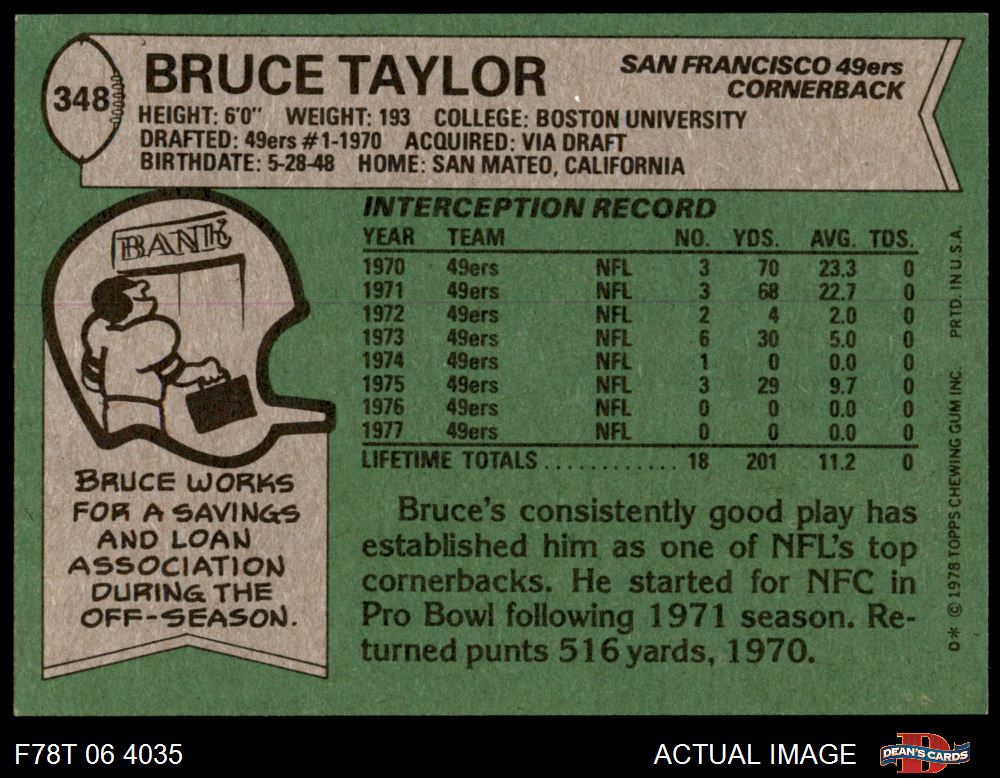 348
BRUCE TAYLOR
SAN FRANCISCO 49ers
CORNERBACK
HEIGHT: 6'0" WEIGHT: 193 COLLEGE: BOSTON UNIVERSITY
DRAFTED: 49ers #1-1970 ACQUIRED: VIA DRAFT
BIRTHDATE: 5-28-48 HOME: SAN MATEO, CALIFORNIA
BANK
BRUCE WORKS
FOR A SAVINGS
AND LOAN
ASSOCIATION
DURING THE
OFF-SEASON.
INTERCEPTION RECORD
YEAR TEAM NO. YDS. AVG. TDS.
1970 49ers NFL 3 70 23.3 0
1971 49ers NFL 3 68 22.7 0
1972 49ers NFL 2 4 2.0 0
1973 49ers NFL 6 30 5.0 0
1974 49ers NFL 1 0 0.0 0
1975 49ers NFL 3 29 9.7 0
1976 49ers NFL 0 0 0.0 0
1977 49ers NFL 0 0 0.0 0
LIFETIME TOTALS............ 18 201 11.2 0
Bruce's consistently good play has
established him as one of NFL's top
cornerbacks. He started for NFC in
Pro Bowl following 1971 season. Re-
turned punts 516 yards, 1970.
0* © 1978 TOPPS CHEWING GUM INC. PRTD. IN U.S.A.
F78T 06 4035
ACTUAL IMAGE
DEAN'S CARDS